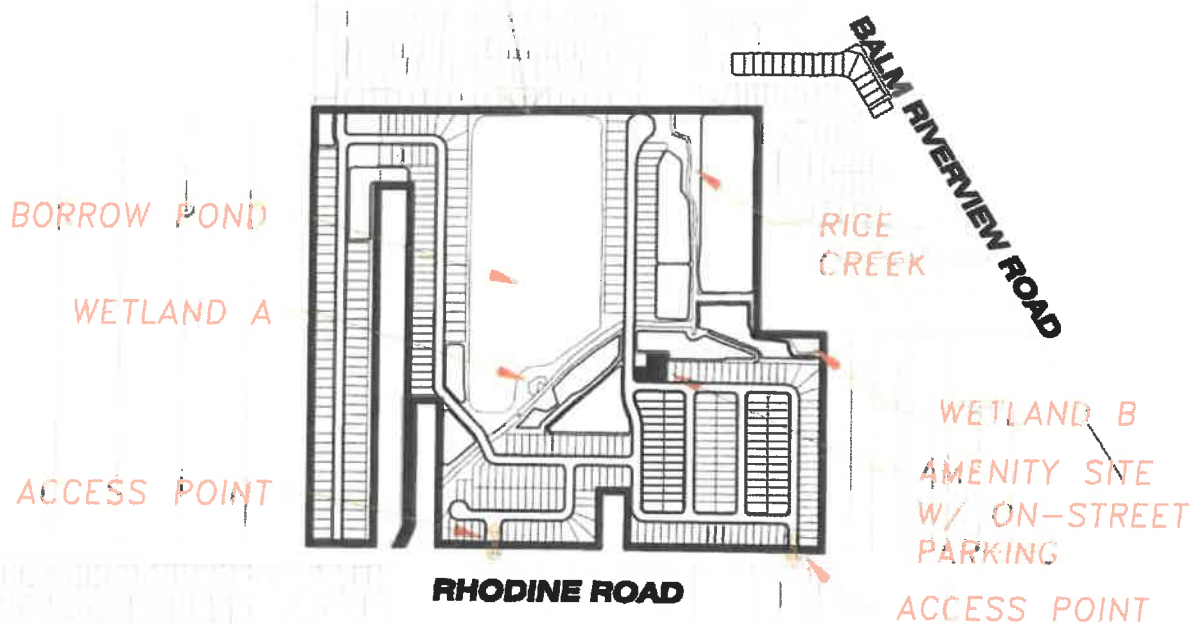 BALM RIVERVIEW ROAD
BORROW POND
RICE
CREEK
WETLAND A
WETLAND B
AMENITY SITE
W/ ON-STREET
PARKING
ACCESS POINT
RHODINE ROAD
ACCESS POINT